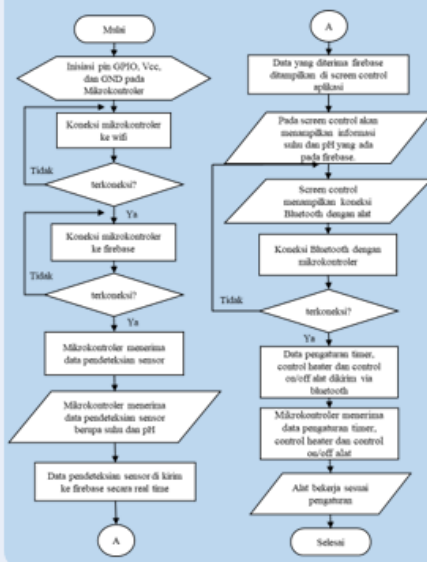 Mulai
Inisiasi pin GPIO, Vcc,
dan GND pada
Mikrokontroler
Koneksi mikrokontroler
ke wifi
Tidak
terkoneksi?
Ya
Koneksi mikrokontroler
ke firebase
Tidak
terkoneksi?
Ya
Mikrokontroler menerima
data pendeteksian sensor
Mikrokontroler menerima
data pendeteksian sensor
berupa suhu dan pH
Data pendeteksian sensor di kirim
ke firebase secara real time
A
A
Data yang diterima firebase
ditampilkan di screen control
aplikasi
Pada screen control akan
menampilkan informasi
suhu dan pH yang ada
pada firebase.
Screen control
menampilkan koneksi
Bluetooth dengan alat
Koneksi Bluetooth dengan
mikrokontroler
Tidak
terkoneksi?
Ya
Data pengaturan timer,
control heater dan control
on/off alat dikirim via
bluetooth
Mikrokontroler menerima
data pengaturan timer,
control heater dan control
on/off alat
Alat bekerja sesuai
pengaturan
Selesai